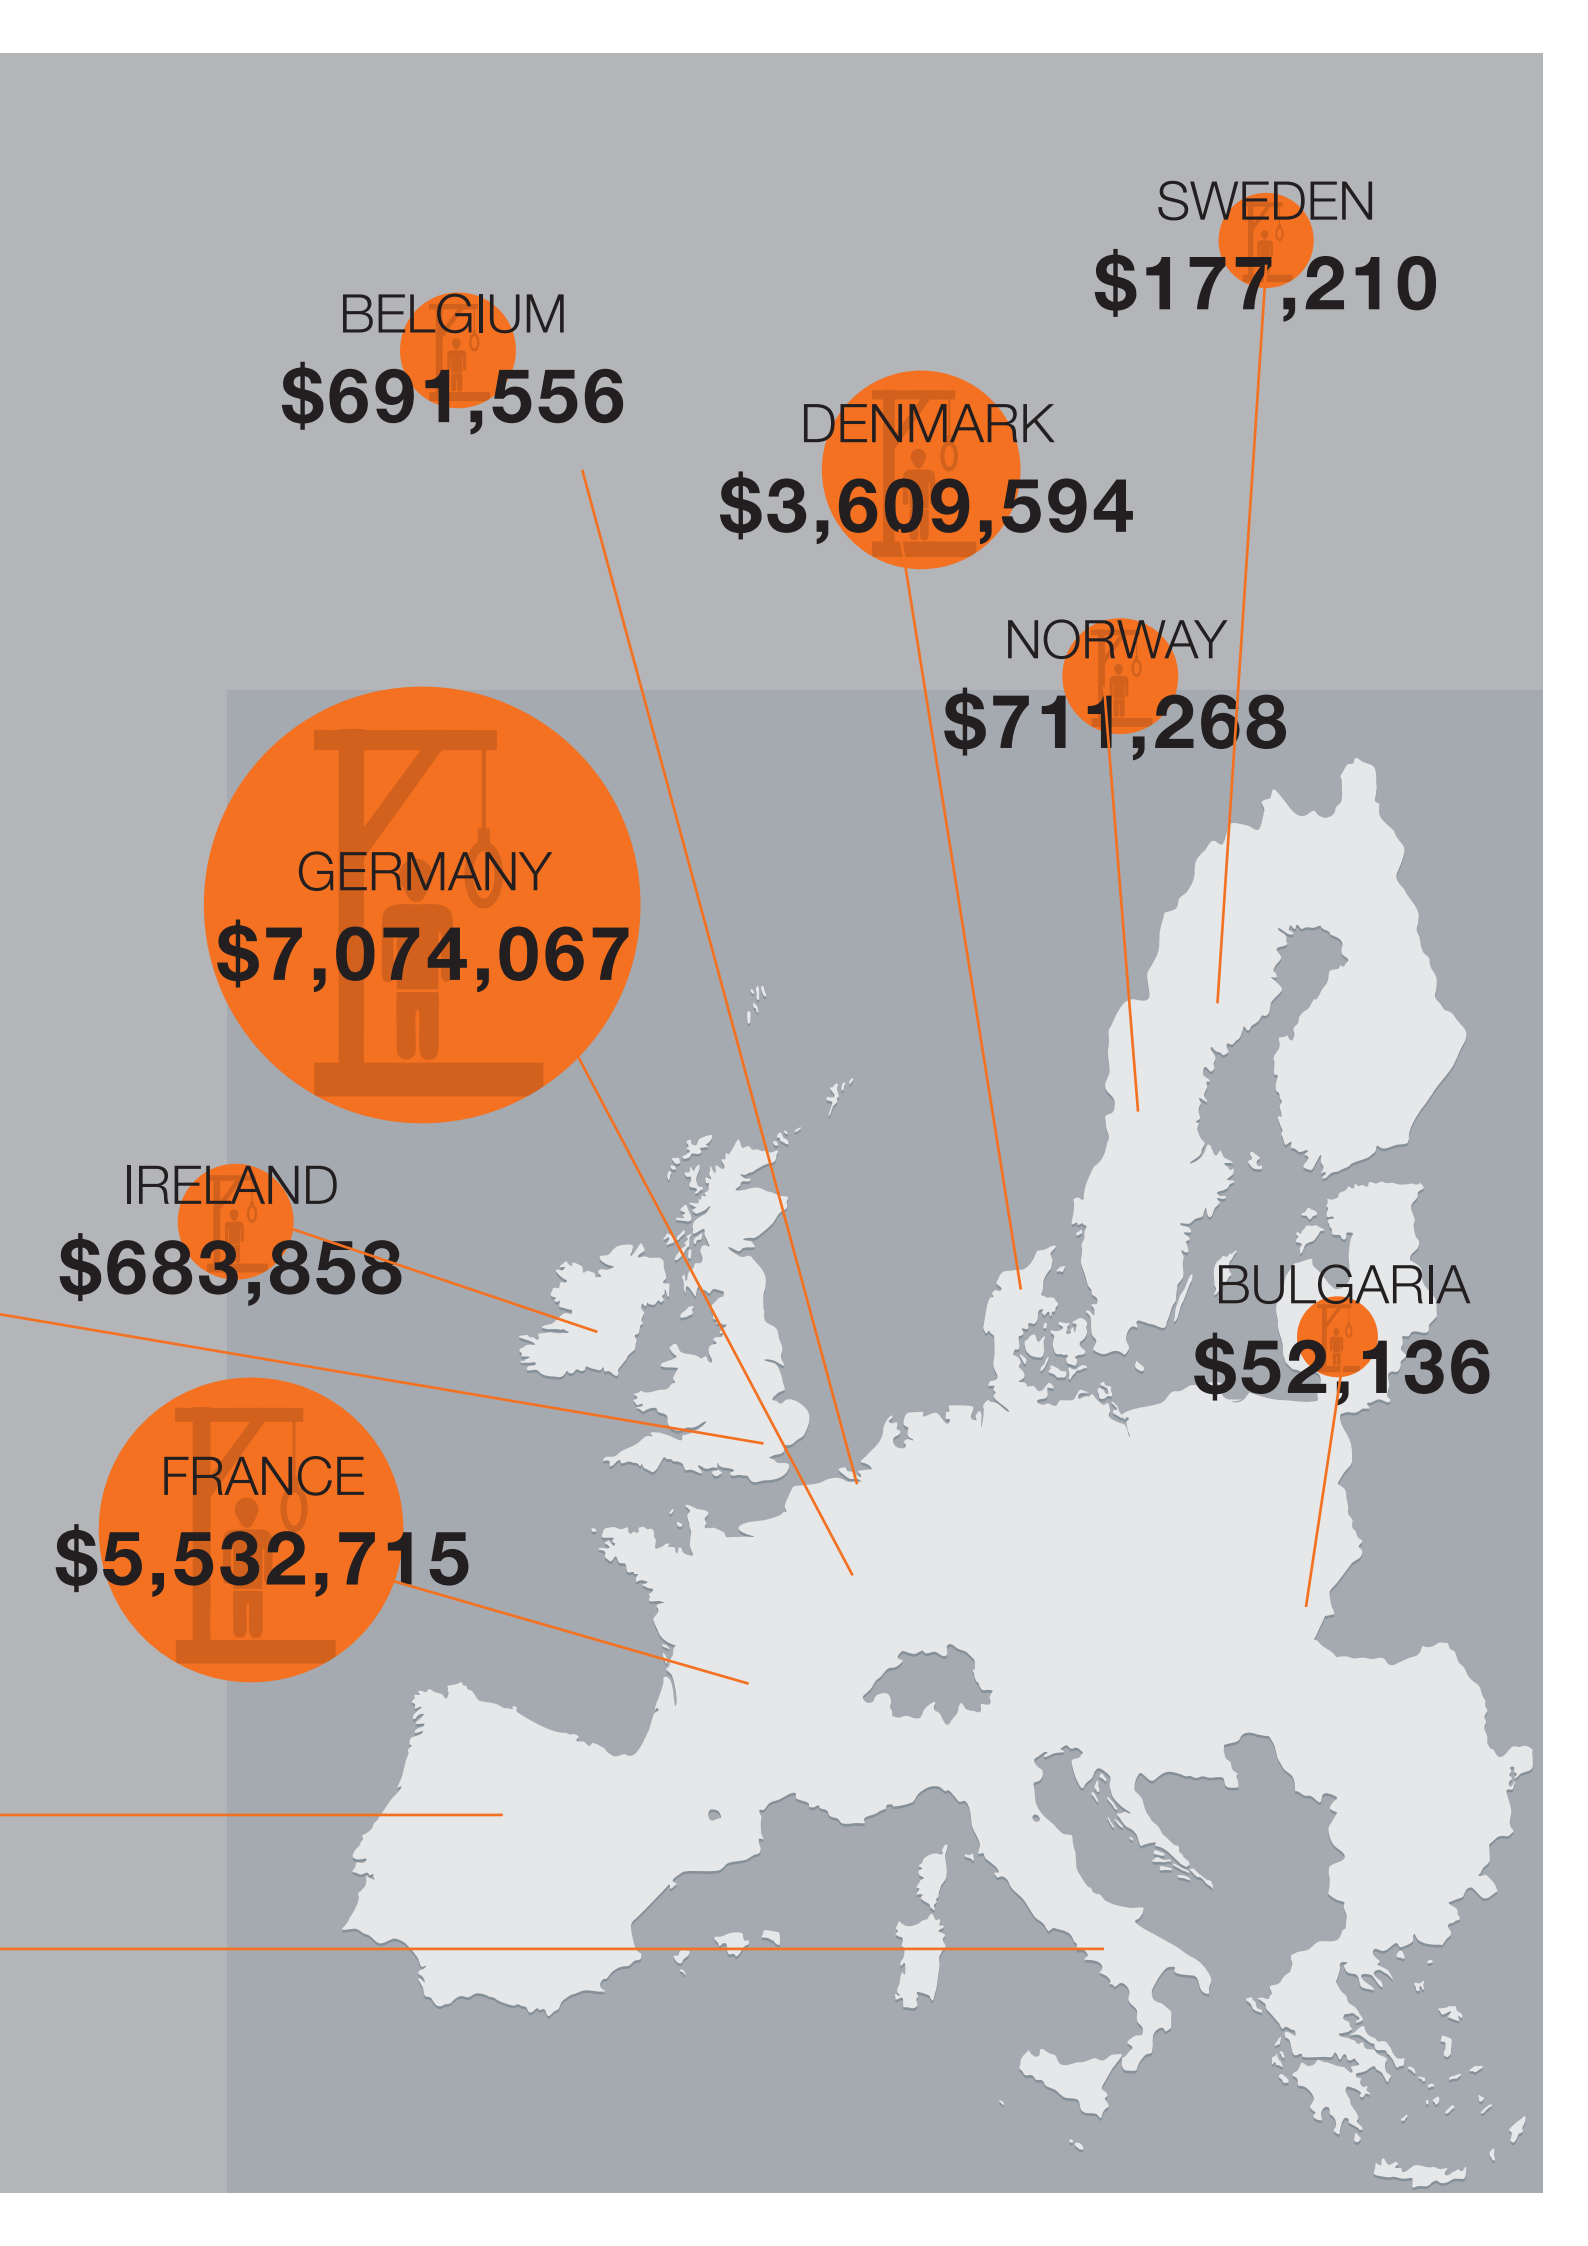 SWEDEN
$177,210
BELGIUM
$691,556
DENMARK
$3,609,594
NORWAY
$711,268
GERMANY
$7,074,067
IRELAND
$683,858
BULGARIA
$52,136
FRANCE
$5,532,715